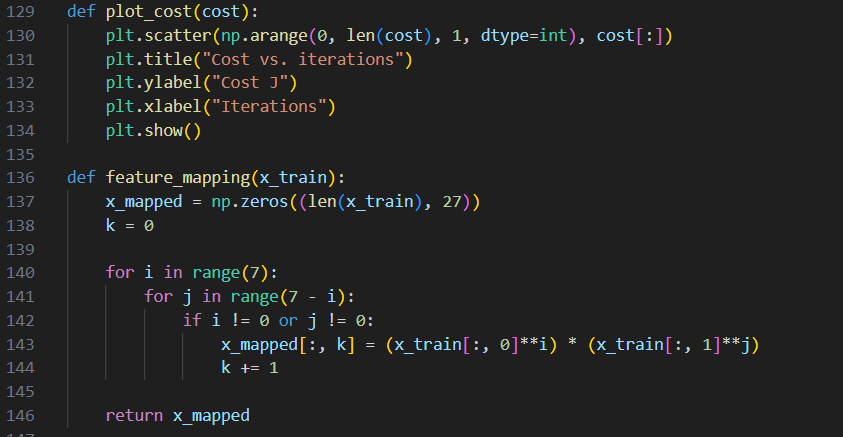 129 def plot_cost(cost):
130     plt.scatter(np.arange(0, len(cost), 1, dtype=int), cost[:])
131     plt.title("Cost vs. iterations")
132     plt.ylabel("Cost J")
133     plt.xlabel("Iterations")
134     plt.show()
135
136 def feature_mapping(x_train):
137     x_mapped = np.zeros((len(x_train), 27))
138     k = 0
139
140     for i in range(7):
141         for j in range(7 - i):
142             if i != 0 or j != 0:
143                 x_mapped[:, k] = (x_train[:, 0]**i) * (x_train[:, 1]**j)
144                 k += 1
145
146     return x_mapped